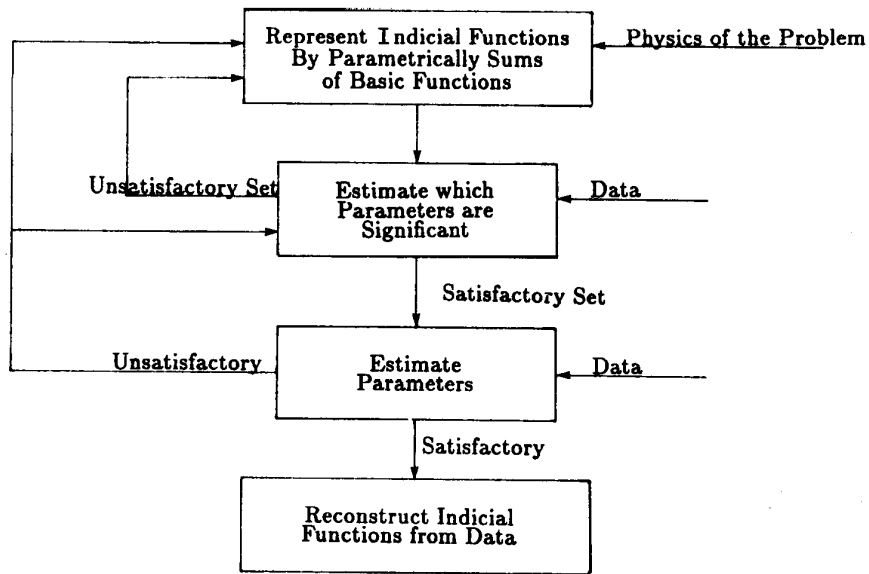 Represent Indicial Functions
By Parametrically Sums
of Basic Functions
Physics of the Problem
Unsatisfactory Set
Estimate which
Parameters are
Significant
Data
Satisfactory Set
Unsatisfactory
Estimate
Parameters
Data
Satisfactory
Reconstruct Indicial
Functions from Data